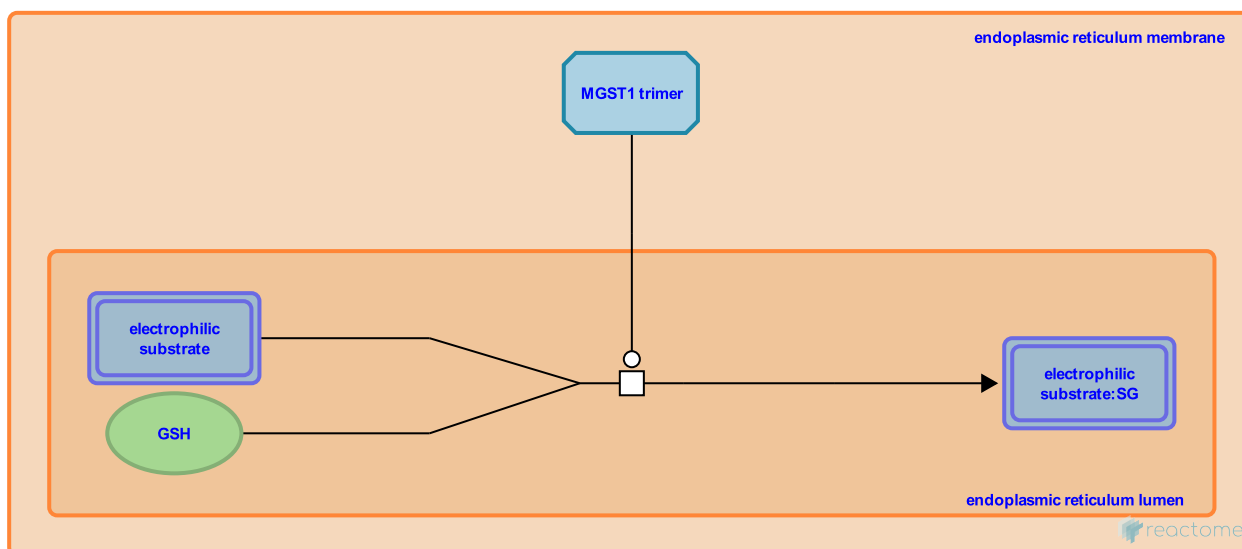 endoplasmic reticulum membrane
MGST1 trimer
electrophilic
substrate
GSH
electrophilic
substrate:SG
endoplasmic reticulum lumen
reactome